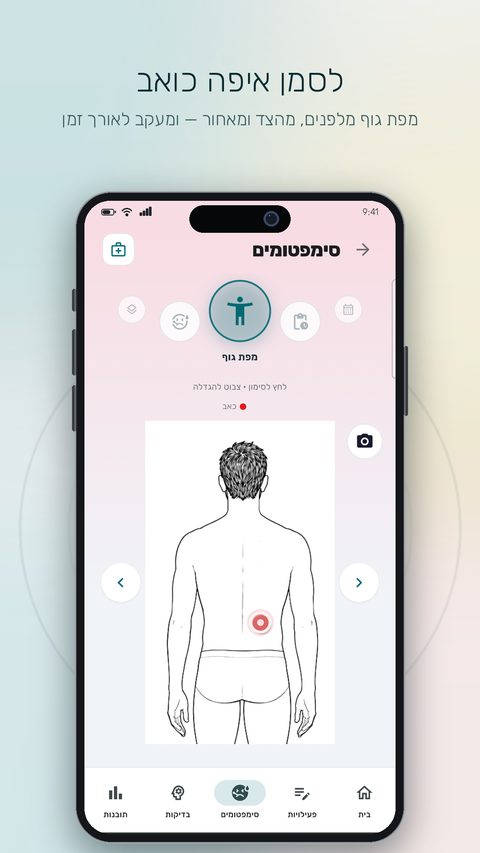 לסמן איפה כואב
מפת גוף מלפנים, מהצד ומאחור – ומעקב לאורך זמן
9:41
סימפטומים
מפת גוף
לחץ לסימון • צבוט להגדלה
כאב
בית
פעילויות
סימפטומים
בדיקות
תובנות